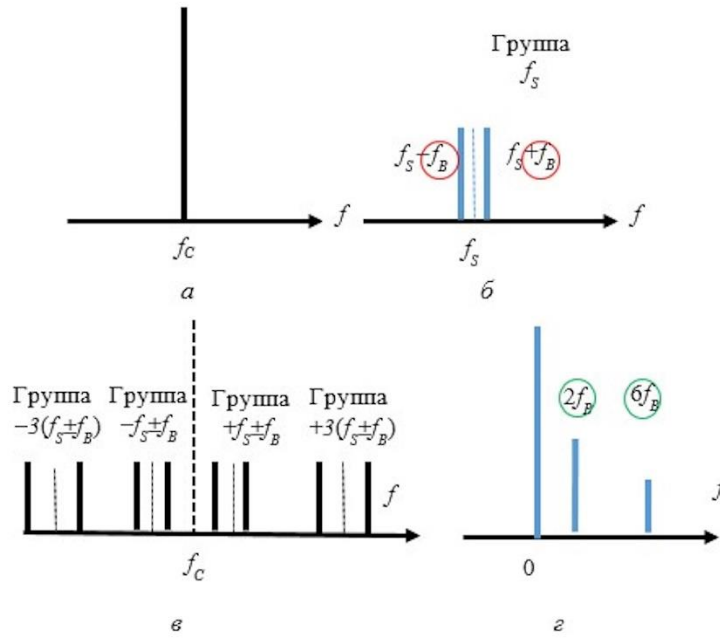 Группа
f_S
f_S−f_B
f_S+f_B
f
f
f_C
f_S
а
б
Группа
Группа
Группа
Группа
−3(f_S±f_B)
−f_S±f_B
+f_S±f_B
+3(f_S±f_B)
2f_B
6f_B
f
f
f_C
0
в
г